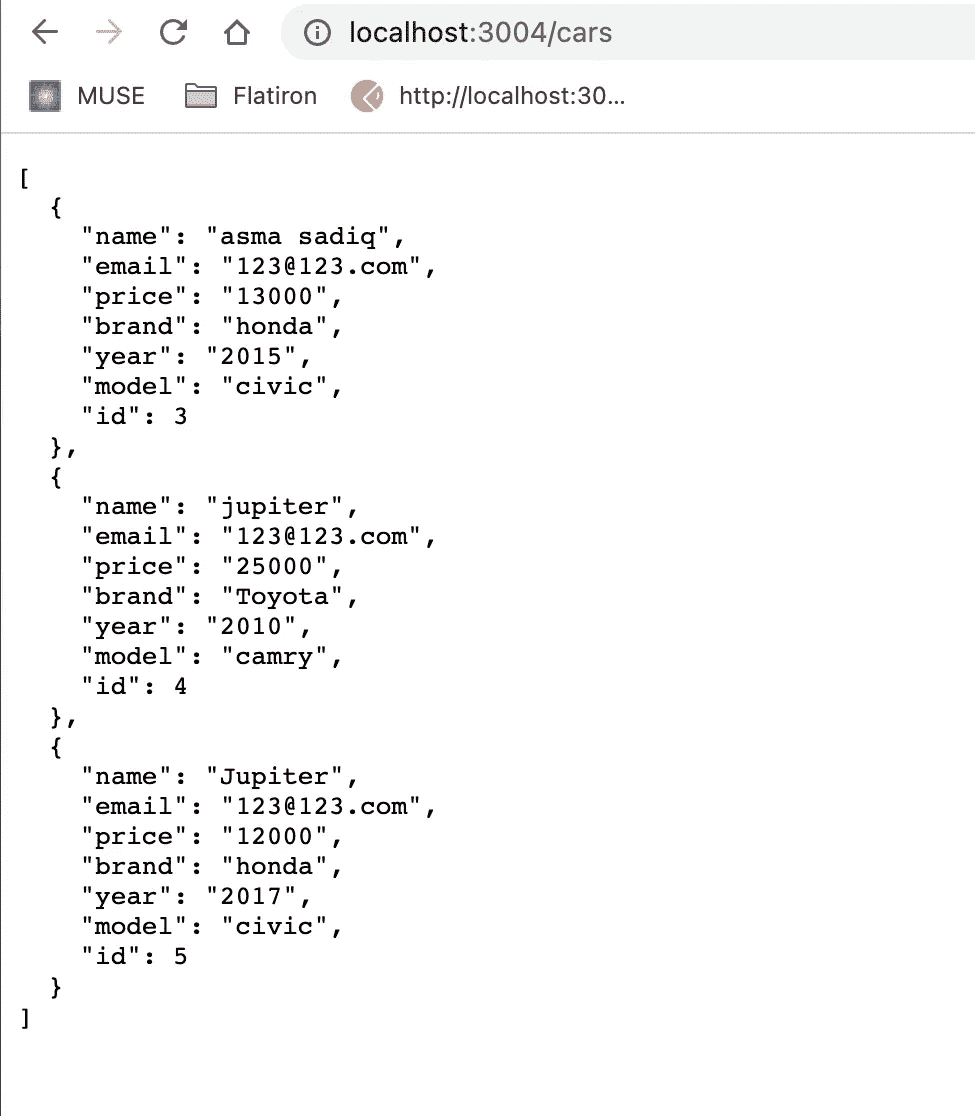 localhost:3004/cars
MUSE Flatiron http://localhost:30...
[
  {
    "name": "asma sadiq",
    "email": "123@123.com",
    "price": "13000",
    "brand": "honda",
    "year": "2015",
    "model": "civic",
    "id": 3
  },
  {
    "name": "jupiter",
    "email": "123@123.com",
    "price": "25000",
    "brand": "Toyota",
    "year": "2010",
    "model": "camry",
    "id": 4
  },
  {
    "name": "Jupiter",
    "email": "123@123.com",
    "price": "12000",
    "brand": "honda",
    "year": "2017",
    "model": "civic",
    "id": 5
  }
]